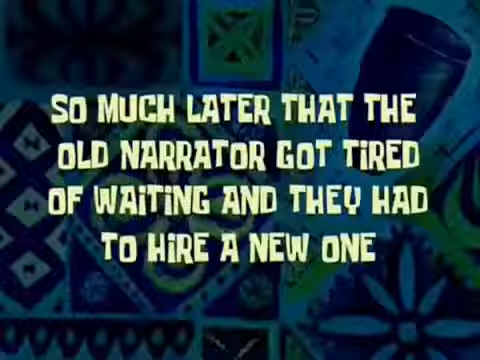 SO MUCH LATER THAT THE
OLD NARRATOR GOT TIRED
OF WAITING AND THEY HAD
TO HIRE A NEW ONE